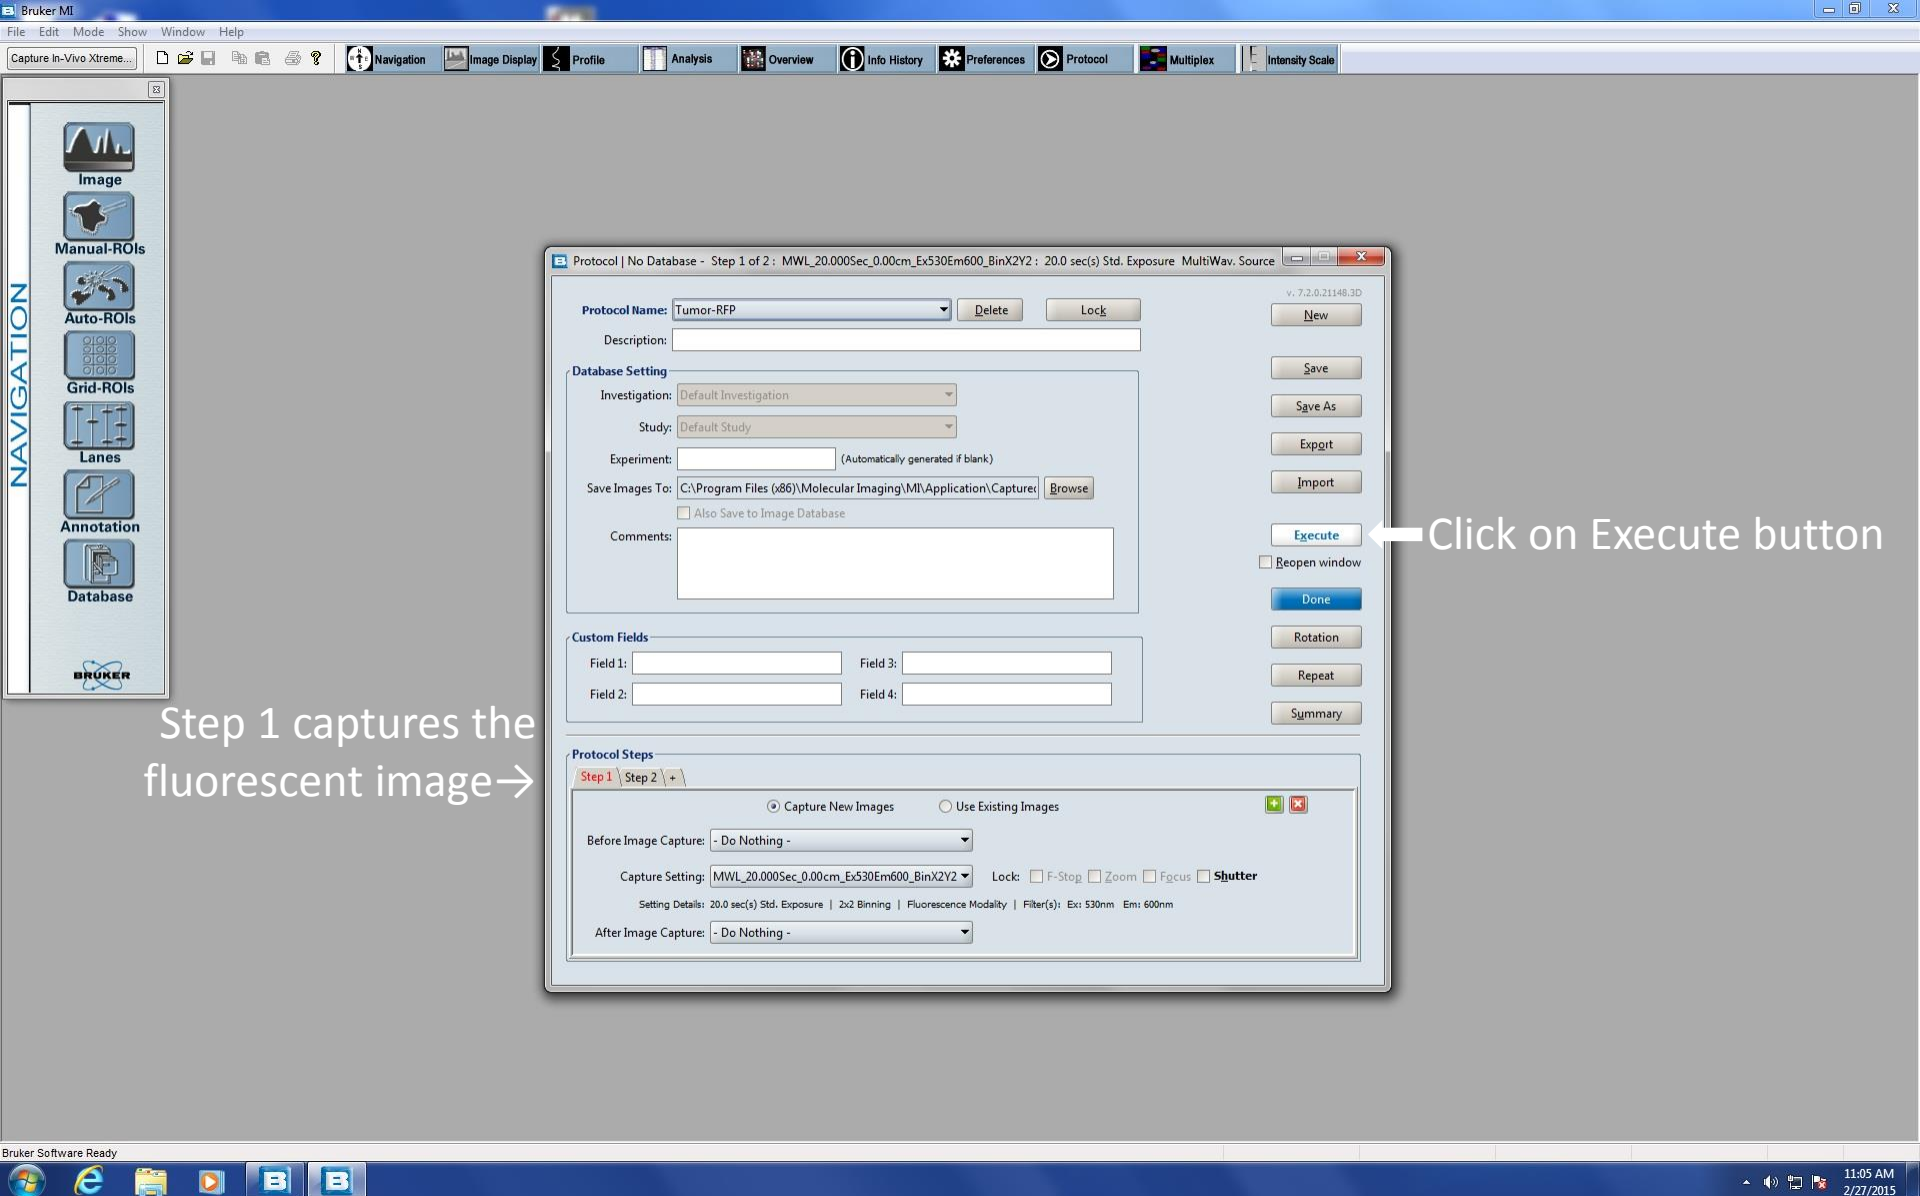 Bruker MI
File Edit Mode Show Window Help
Capture In-Vivo Xtreme... Navigation Image Display Profile Analysis Overview Info History Preferences Protocol Multiplex Intensity Scale
NAVIGATION
Image
Manual-ROIs
Auto-ROIs
Grid-ROIs
Lanes
Annotation
Database
BRUKER
Protocol | No Database - Step 1 of 2 : MWL_20.000Sec_0.00cm_Ex530Em600_BinX2Y2 : 20.0 sec(s) Std. Exposure MultiWav. Source
v. 7.2.0.21148.3D
Protocol Name: Tumor-RFP Delete Lock New
Description:
Save
Database Setting
Investigation: Default Investigation
Save As
Study: Default Study
Export
Experiment: (Automatically generated if blank)
Save Images To: C:\Program Files (x86)\Molecular Imaging\MI\Application\Captured Browse Import
Also Save to Image Database
Comments:
Execute
Click on Execute button
Reopen window
Done
Custom Fields
Rotation
Field 1: Field 3:
Repeat
Field 2: Field 4:
Summary
Step 1 captures the
fluorescent image→
Protocol Steps
Step 1 Step 2 +
Capture New Images Use Existing Images
Before Image Capture: - Do Nothing -
Capture Setting: MWL_20.000Sec_0.00cm_Ex530Em600_BinX2Y2 Lock: F-Stop Zoom Focus Shutter
Setting Details: 20.0 sec(s) Std. Exposure | 2x2 Binning | Fluorescence Modality | Filter(s): Ex: 530nm Em: 600nm
After Image Capture: - Do Nothing -
Bruker Software Ready
11:05 AM
2/27/2015